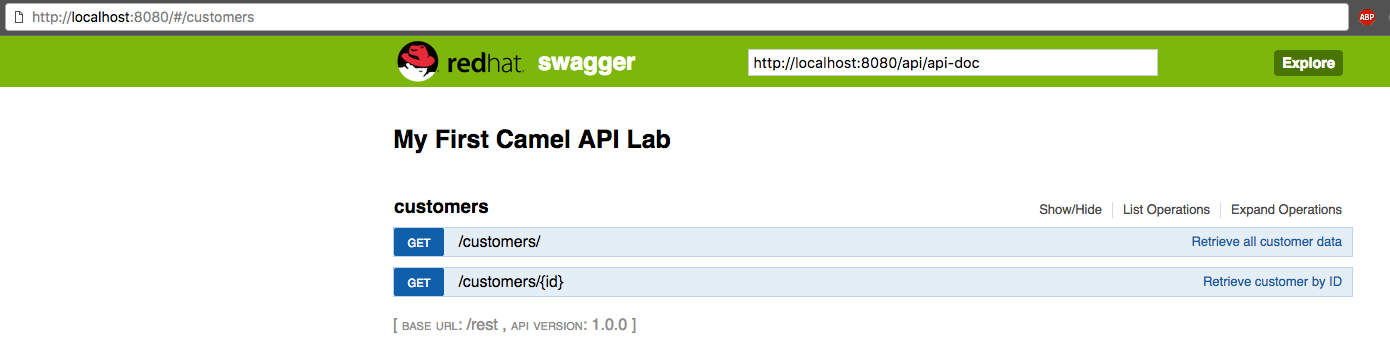 http://localhost:8080/#/customers
ABP
redhat. swagger http://localhost:8080/api/api-doc Explore
My First Camel API Lab
customers Show/Hide List Operations Expand Operations
GET /customers/ Retrieve all customer data
GET /customers/{id} Retrieve customer by ID
[ BASE URL: /rest , API VERSION: 1.0.0 ]